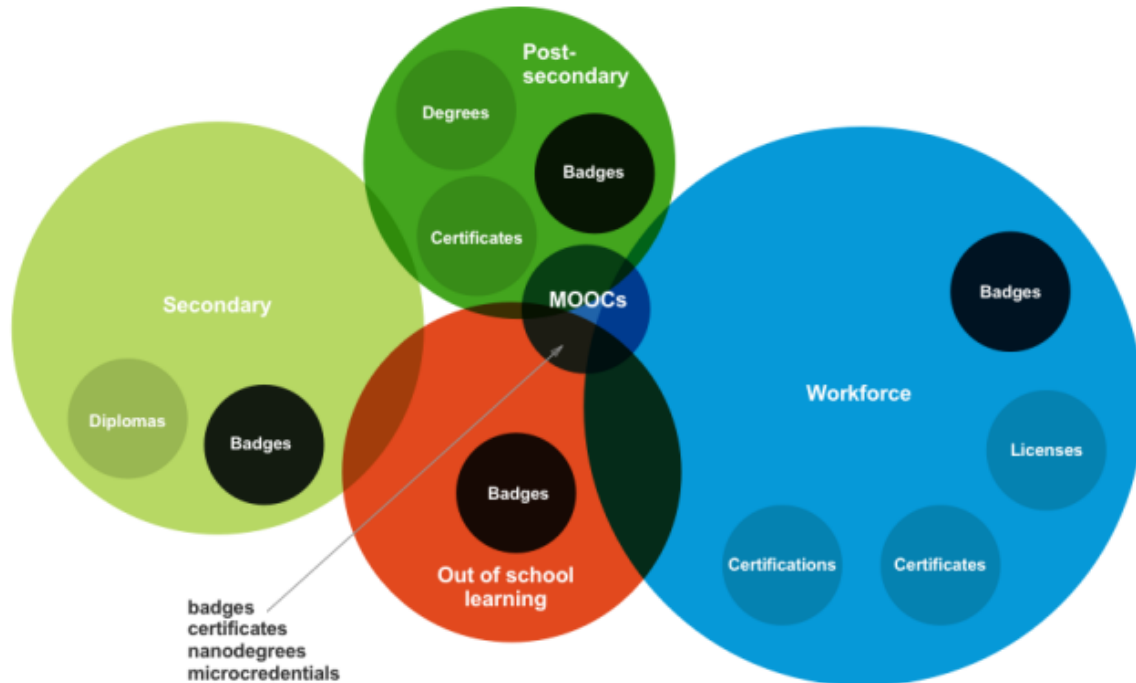 Post-
secondary
Degrees
Badges
Certificates
MOOCs
Secondary
Diplomas
Badges
Badges
Out of school
learning
Badges
Workforce
Licenses
Certifications
Certificates
badges
certificates
nanodegrees
microcredentials